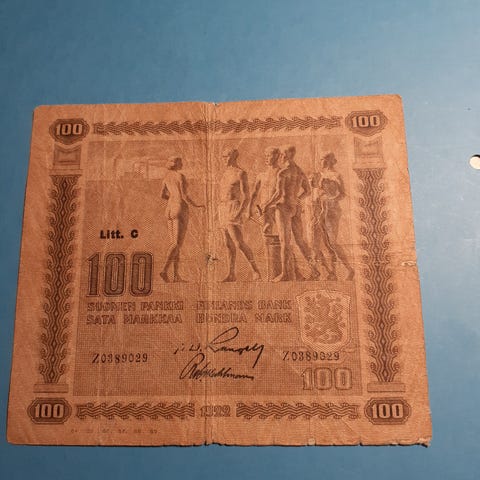 100 100
Litt. C
100
SUOMEN PANKKI FINLANDS BANK
SATA MARKKAA HUNDRA MARK
Z0389029 Z0389029
100
100 1922 100